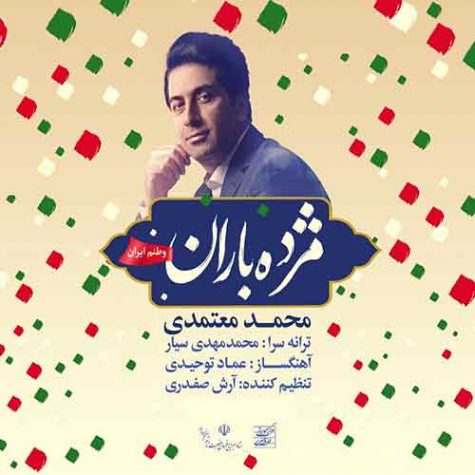 مژده باران
وطنم ایران
محمد معتمدی
ترانه سرا : محمدمهدی سیار
آهنگساز : عماد توحیدی
تنظیم کننده: آرش صفدری